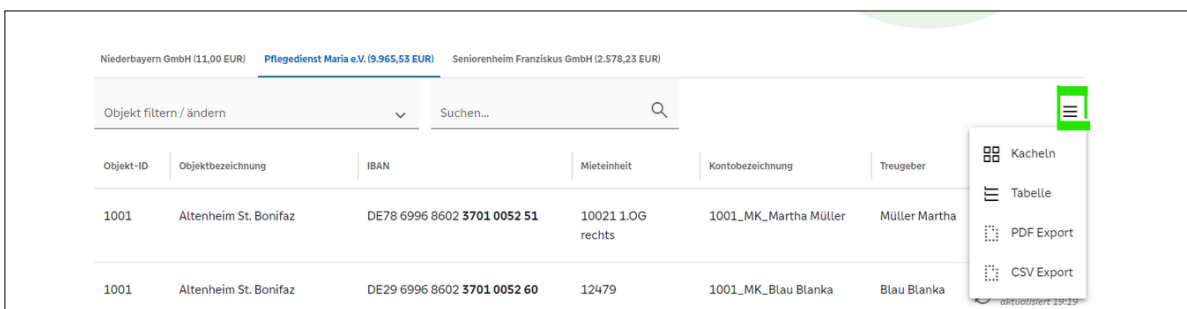 Niederbayern GmbH (11,00 EUR) Pflegedienst Maria e.V. (9.965,53 EUR) Seniorenheim Franziskus GmbH (2.578,23 EUR)
Objekt filtern / ändern Suchen...
Objekt-ID Objektbezeichnung IBAN Mieteinheit Kontobezeichnung Treugeber
Kacheln
Tabelle
PDF Export
CSV Export
1001 Altenheim St. Bonifaz DE78 6996 8602 3701 0052 51 10021 1.OG 1001_MK_Martha Müller Müller Martha
rechts
1001 Altenheim St. Bonifaz DE29 6996 8602 3701 0052 60 12479 1001_MK_Blau Blanka Blau Blanka
aktualisiert 19:19